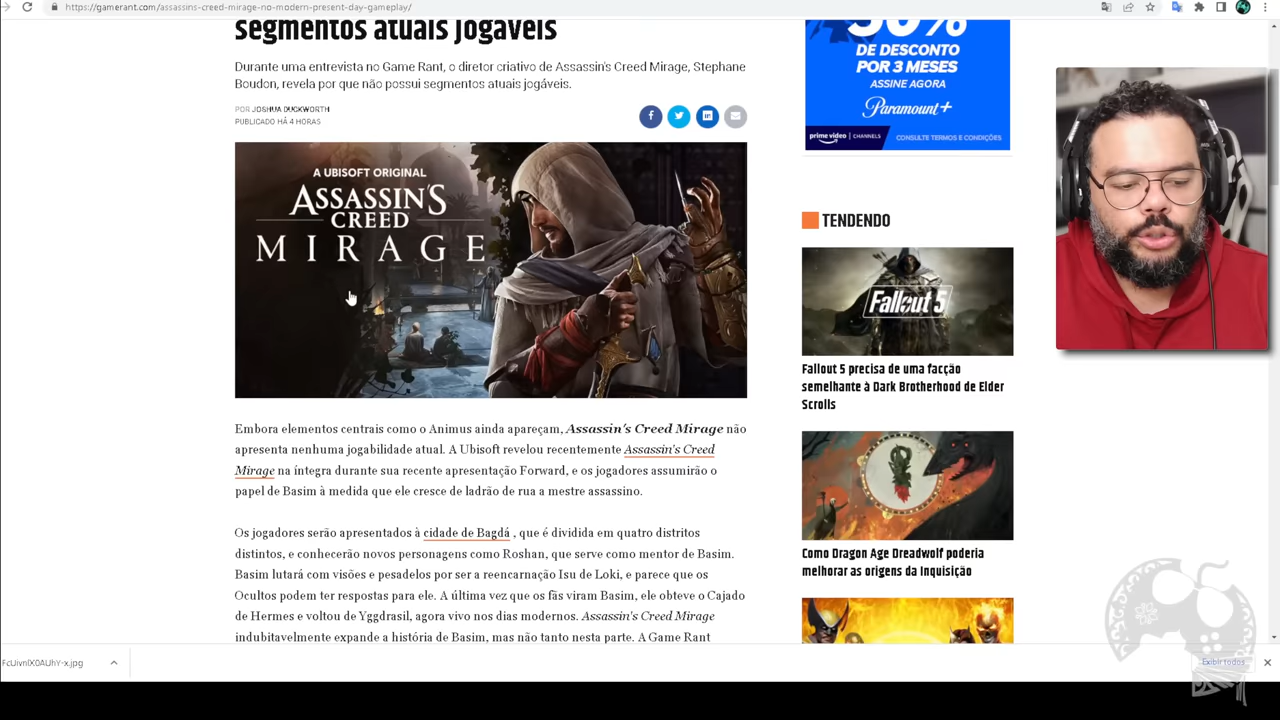 https://gamerant.com/assassins-creed-mirage-no-modern-present-day-gameplay/
segmentos atuais jogáveis
Durante uma entrevista no Game Rant, o diretor criativo de Assassin's Creed Mirage, Stephane
Boudon, revela por que não possui segmentos atuais jogáveis.
POR JOSHUA DUCKWORTH
PUBLICADO HÁ 4 HORAS
A UBISOFT ORIGINAL
ASSASSIN'S
CREED
MIRAGE
Embora elementos centrais como o Animus ainda apareçam, Assassin's Creed Mirage não
apresenta nenhuma jogabilidade atual. A Ubisoft revelou recentemente Assassin's Creed
Mirage na íntegra durante sua recente apresentação Forward, e os jogadores assumirão o
papel de Basim à medida que ele cresce de ladrão de rua a mestre assassino.
Os jogadores serão apresentados à cidade de Bagdá , que é dividida em quatro distritos
distintos, e conhecerão novos personagens como Roshan, que serve como mentor de Basim.
Basim lutará com visões e pesadelos por ser a reencarnação Isu de Loki, e parece que os
Ocultos podem ter respostas para ele. A última vez que os fãs viram Basim, ele obteve o Cajado
de Hermes e voltou de Yggdrasil, agora vivo nos dias modernos. Assassin's Creed Mirage
indubitavelmente expande a história de Basim, mas não tanto nesta parte. A Game Rant
50%
DE DESCONTO
POR 3 MESES
ASSINE AGORA
Paramount+
prime video | CHANNELS
CONSULTE TERMOS E CONDIÇÕES
TENDENDO
Fallout 5
Fallout 5 precisa de uma facção
semelhante à Dark Brotherhood de Elder
Scrolls
Como Dragon Age Dreadwolf poderia
melhorar as origens da Inquisição
FcUivnIX0AUhY-x.jpg
Exibir todos